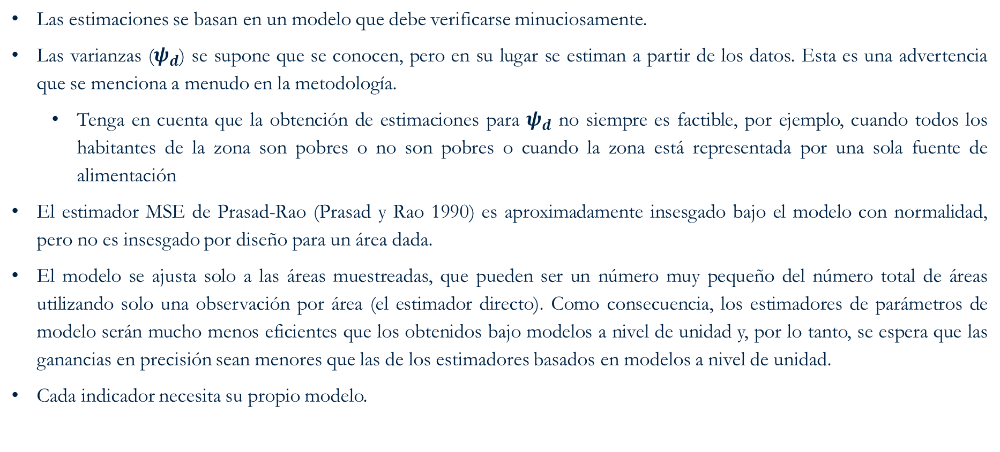 • Las estimaciones se basan en un modelo que debe verificarse minuciosamente.
• Las varianzas (ψ_d) se supone que se conocen, pero en su lugar se estiman a partir de los datos. Esta es una advertencia
que se menciona a menudo en la metodología.
• Tenga en cuenta que la obtención de estimaciones para ψ_d no siempre es factible, por ejemplo, cuando todos los
habitantes de la zona son pobres o no son pobres o cuando la zona está representada por una sola fuente de
alimentación
• El estimador MSE de Prasad-Rao (Prasad y Rao 1990) es aproximadamente insesgado bajo el modelo con normalidad,
pero no es insesgado por diseño para un área dada.
• El modelo se ajusta solo a las áreas muestreadas, que pueden ser un número muy pequeño del número total de áreas
utilizando solo una observación por área (el estimador directo). Como consecuencia, los estimadores de parámetros de
modelo serán mucho menos eficientes que los obtenidos bajo modelos a nivel de unidad y, por lo tanto, se espera que las
ganancias en precisión sean menores que las de los estimadores basados en modelos a nivel de unidad.
• Cada indicador necesita su propio modelo.